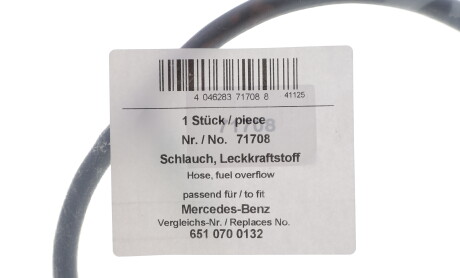 4 046283 717088 41125
1 Stück / piece
71708
Nr. / No. 71708
Schlauch, Leckkraftstoff
Hose, fuel overflow
passend für / to fit
Mercedes-Benz
Vergleichs-Nr. / Replaces No.
651 070 0132